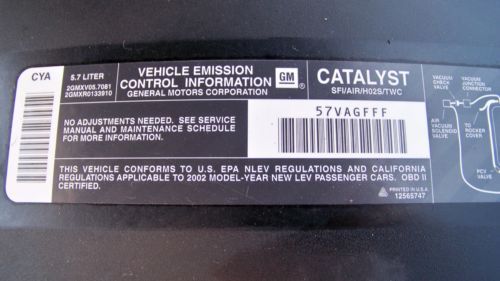 CYA
5.7 LITER
2GMXV05.7081
2GMXR0133910
VEHICLE EMISSION
CONTROL INFORMATION
GENERAL MOTORS CORPORATION
GM
CATALYST
SFI/AIR/HO2S/TWC
NO ADJUSTMENTS NEEDED. SEE SERVICE
MANUAL AND MAINTENANCE SCHEDULE
FOR MORE INFORMATION.
57VAGFFF
THIS VEHICLE CONFORMS TO U.S. EPA NLEV REGULATIONS AND CALIFORNIA
REGULATIONS APPLICABLE TO 2002 MODEL-YEAR NEW LEV PASSENGER CARS. OBD II
PRINTED IN U.S.A.
12565747
VACUUM
CHECK
VALVE
VACUUM
JUNCTION
CONNECTOR
AIR
VACUUM
SOLENOID
VALVE
TO
ROCKER
COVER
PCV
VALVE